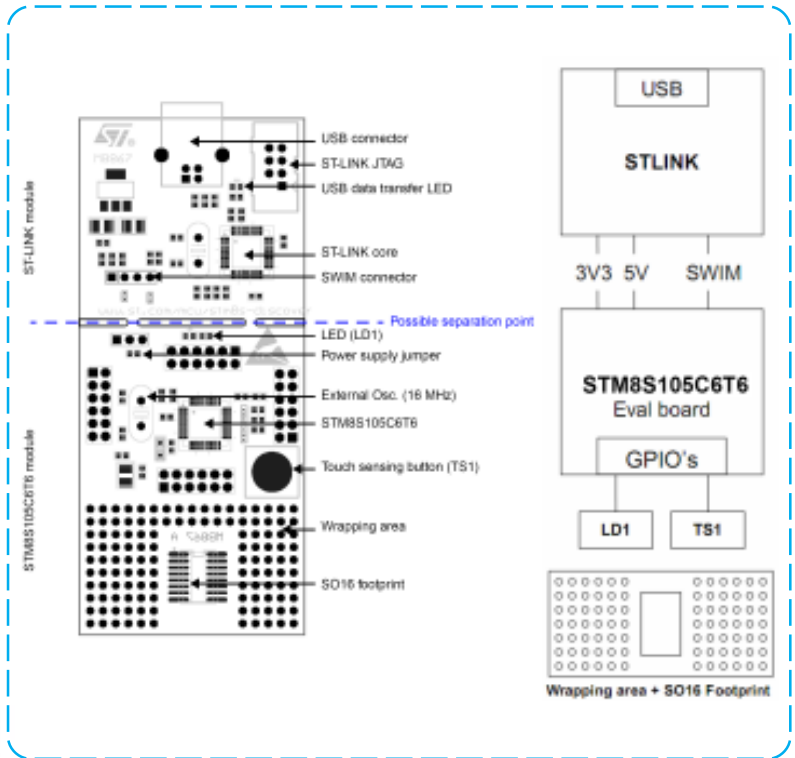 ST-LINK module
STM8S105C6T6 module
MB867
USB connector
ST-LINK JTAG
USB data transfer LED
ST-LINK core
SWIM connector
Possible separation point
LED (LD1)
Power supply jumper
External Osc. (16 MHz)
STM8S105C6T6
Touch sensing button (TS1)
Wrapping area
MB867 A
SO16 footprint
USB
STLINK
3V3 5V SWIM
STM8S105C6T6
Eval board
GPIO's
LD1 TS1
Wrapping area + SO16 Footprint